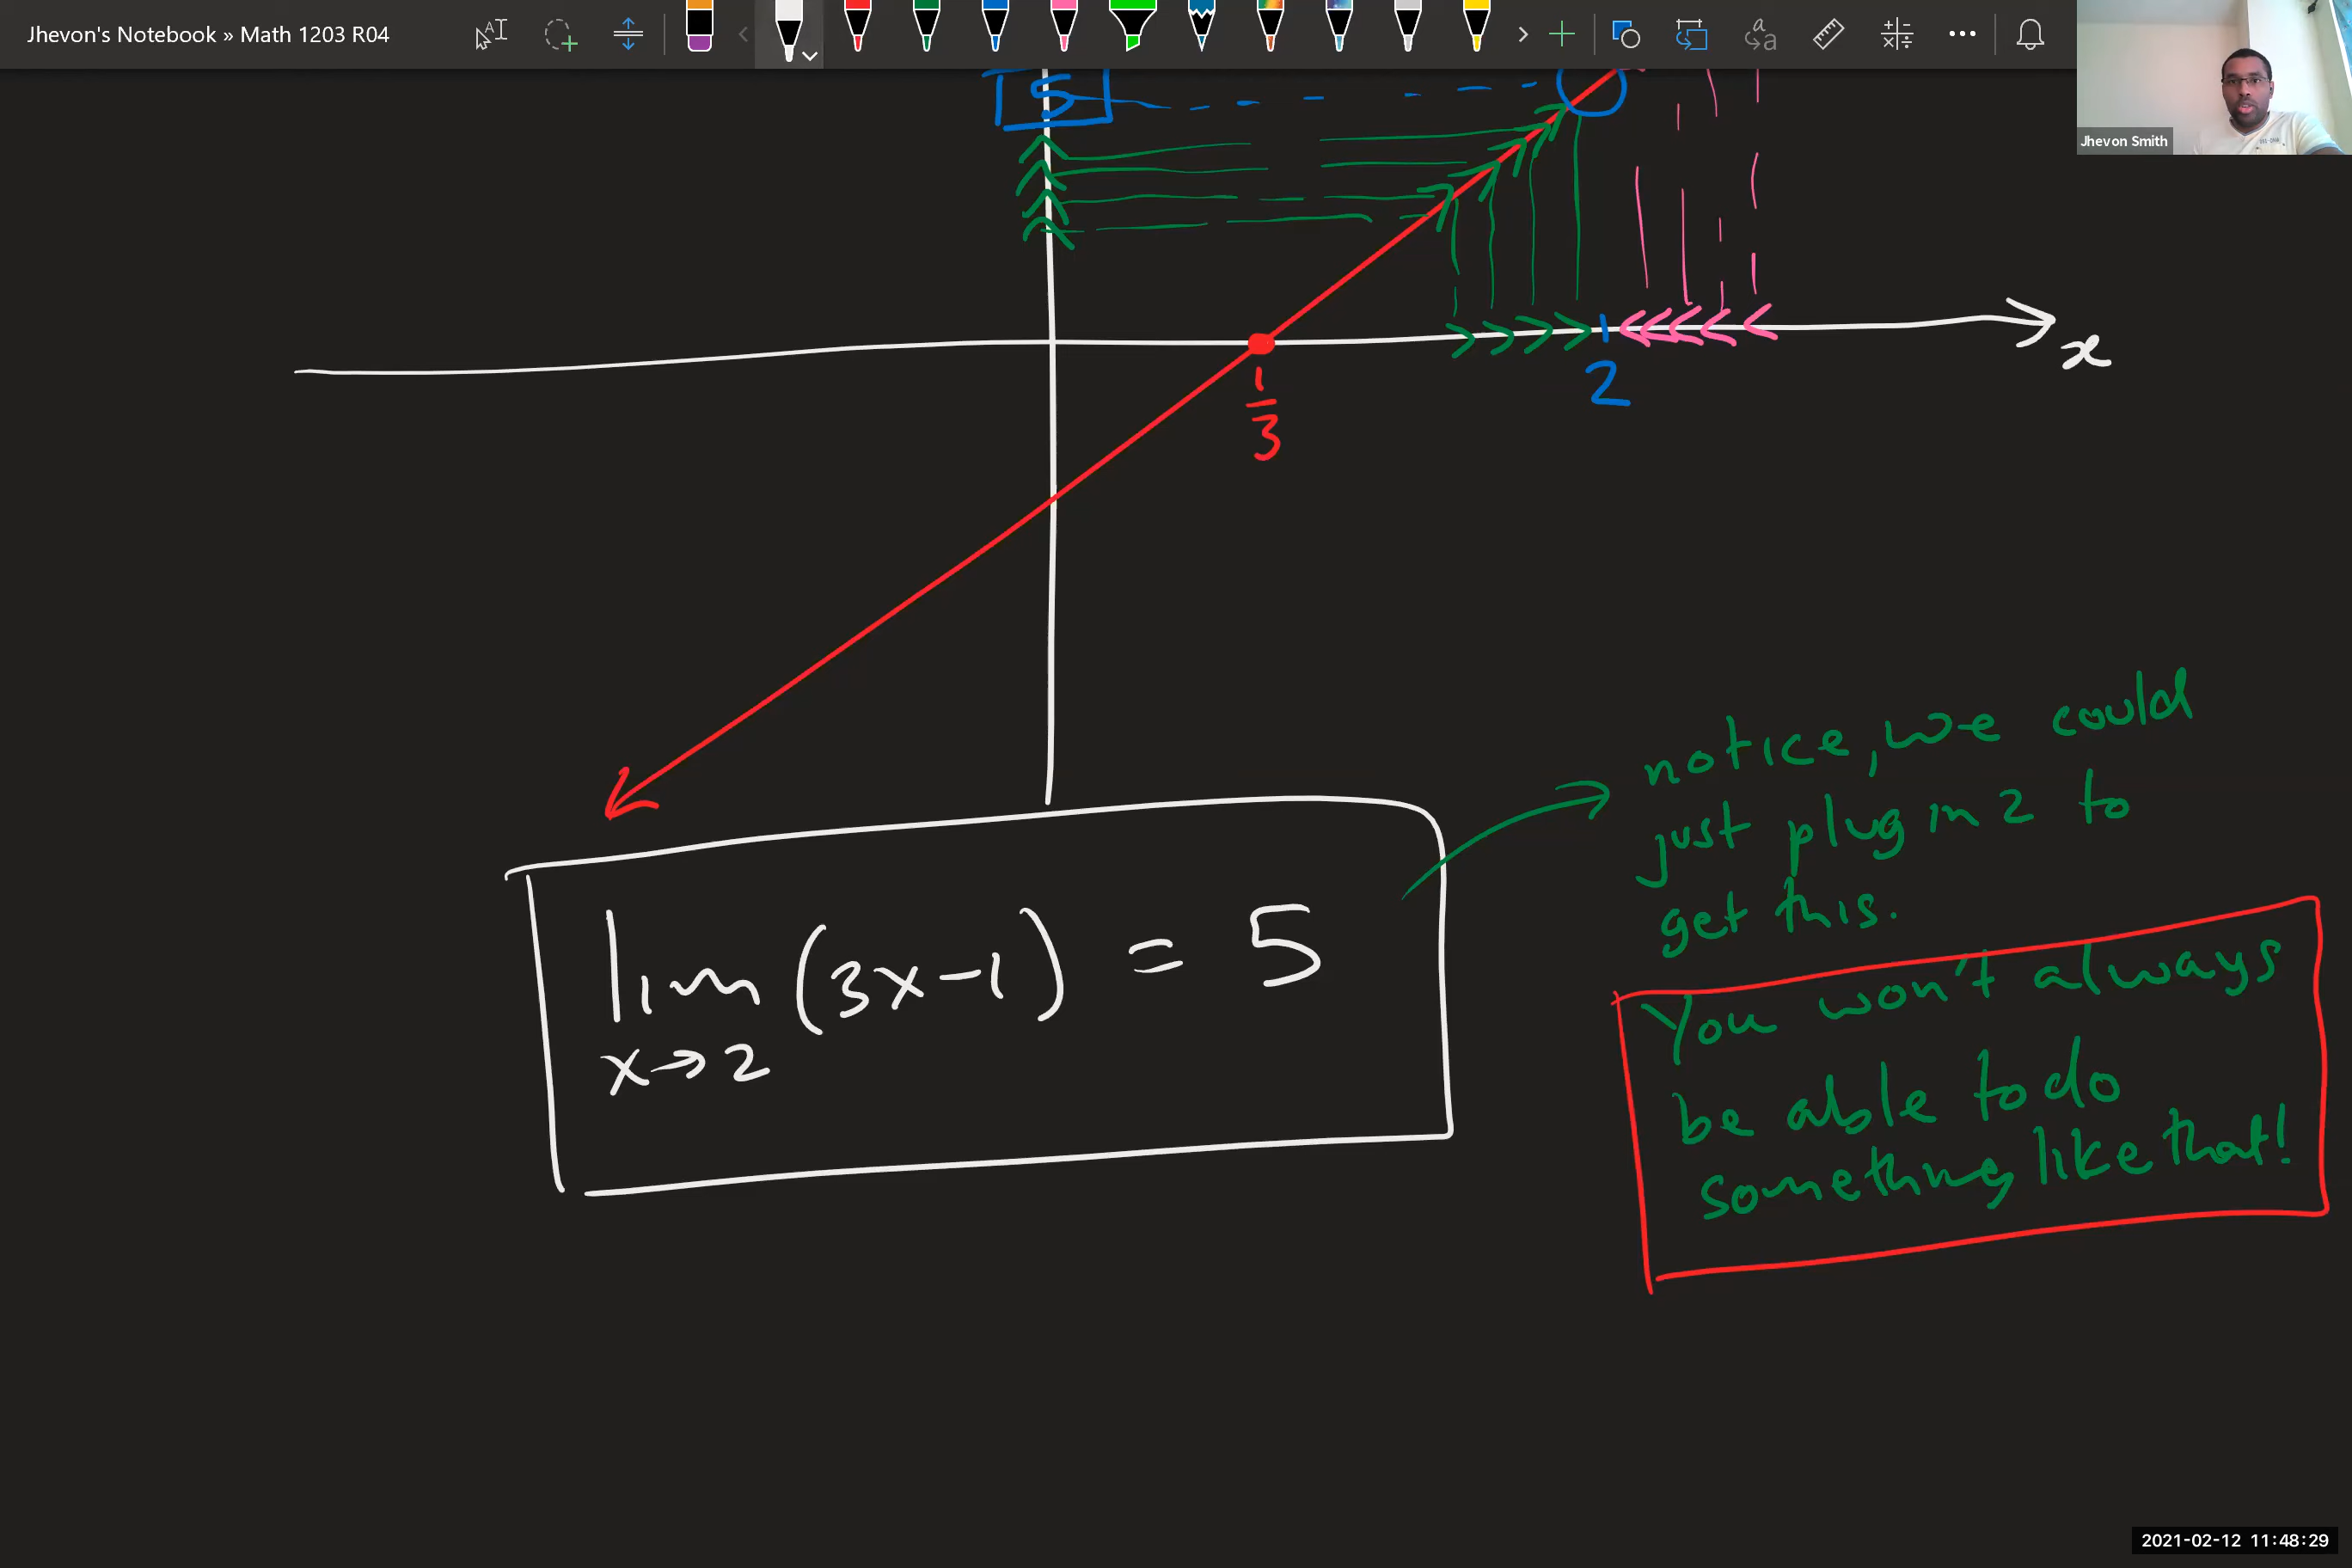 Jhevon's Notebook » Math 1203 R04
Jhevon Smith
5
x
2
1
3
notice, we could
just plug in 2 to
get this.
lim (3x-1) = 5
x→2
You won't always
be able to do
something like that!
2021-02-12 11:48:29